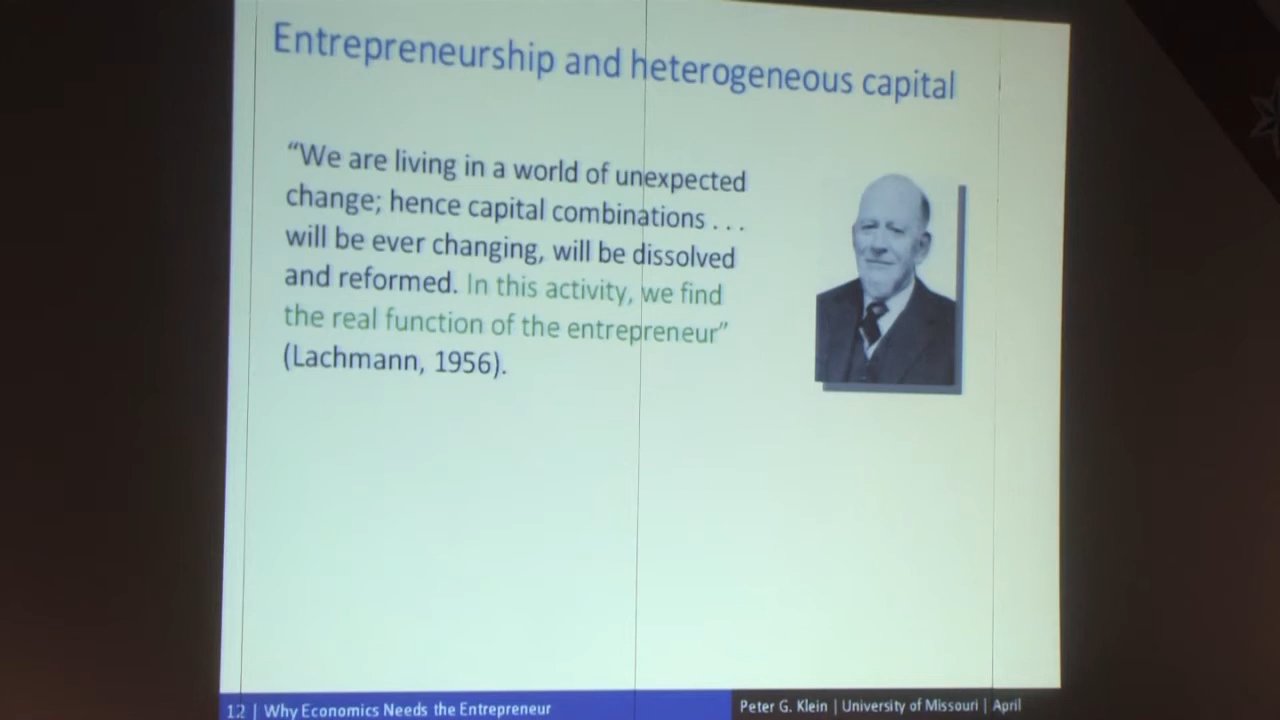 Entrepreneurship and heterogeneous capital
“We are living in a world of unexpected
change; hence capital combinations . . .
will be ever changing, will be dissolved
and reformed. In this activity, we find
the real function of the entrepreneur”
(Lachmann, 1956).
12 | Why Economics Needs the Entrepreneur
Peter G. Klein | University of Missouri | April